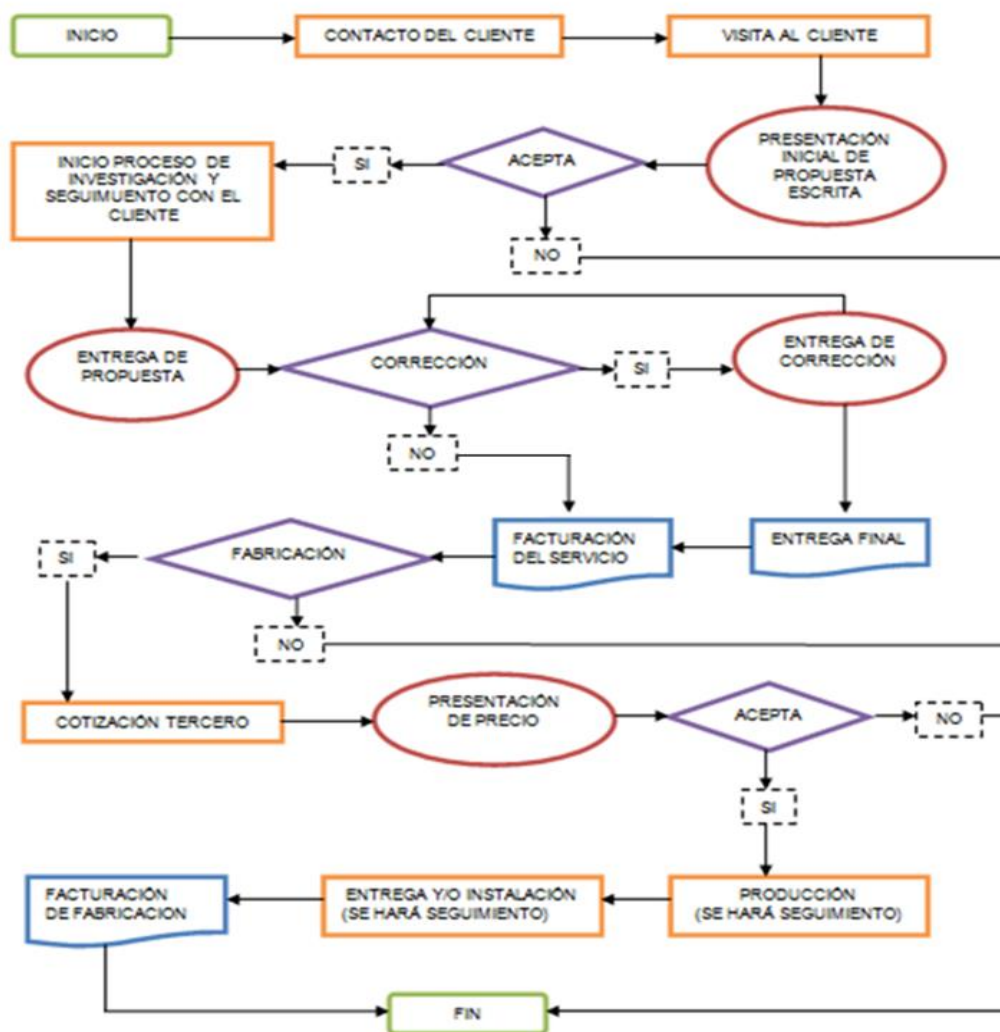 INICIO
CONTACTO DEL CLIENTE
VISITA AL CLIENTE
PRESENTACIÓN
INICIAL DE
PROPUESTA
ESCRITA
ACEPTA
SI
NO
INICIO PROCESO DE
INVESTIGACIÓN Y
SEGUIMUENTO CON EL
CLIENTE
ENTREGA DE
PROPUESTA
CORRECCIÓN
SI
NO
ENTREGA DE
CORRECCIÓN
ENTREGA FINAL
FACTURACIÓN
DEL SERVICIO
FABRICACIÓN
SI
NO
COTIZACIÓN TERCERO
PRESENTACIÓN
DE PRECIO
ACEPTA
NO
SI
PRODUCCIÓN
(SE HARÁ SEGUIMIENTO)
ENTREGA Y/O INSTALACIÓN
(SE HARÁ SEGUIMIENTO)
FACTURACIÓN
DE FABRICACION
FIN